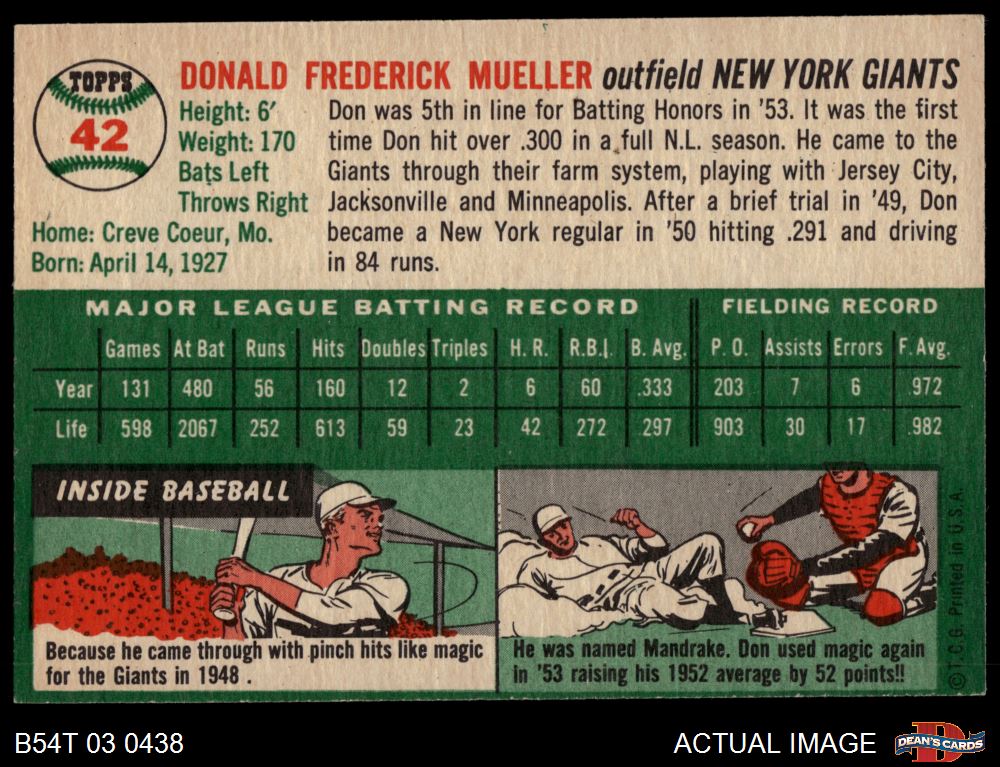 TOPPS
42
DONALD FREDERICK MUELLER outfield NEW YORK GIANTS
Height: 6′
Weight: 170
Bats Left
Throws Right
Home: Creve Coeur, Mo.
Born: April 14, 1927
Don was 5th in line for Batting Honors in '53. It was the first
time Don hit over .300 in a full N.L. season. He came to the
Giants through their farm system, playing with Jersey City,
Jacksonville and Minneapolis. After a brief trial in '49, Don
became a New York regular in '50 hitting .291 and driving
in 84 runs.
MAJOR LEAGUE BATTING RECORD FIELDING RECORD
Games At Bat Runs Hits Doubles Triples H. R. R.B.I. B. Avg. P. O. Assists Errors F. Avg.
Year 131 480 56 160 12 2 6 60 .333 203 7 6 .972
Life 598 2067 252 613 59 23 42 272 .297 903 30 17 .982
INSIDE BASEBALL
Because he came through with pinch hits like magic
for the Giants in 1948 .
He was named Mandrake. Don used magic again
in '53 raising his 1952 average by 52 points!!
© T. C. G. Printed in U. S. A.
B54T 03 0438
ACTUAL IMAGE
D
DEAN'S CARDS